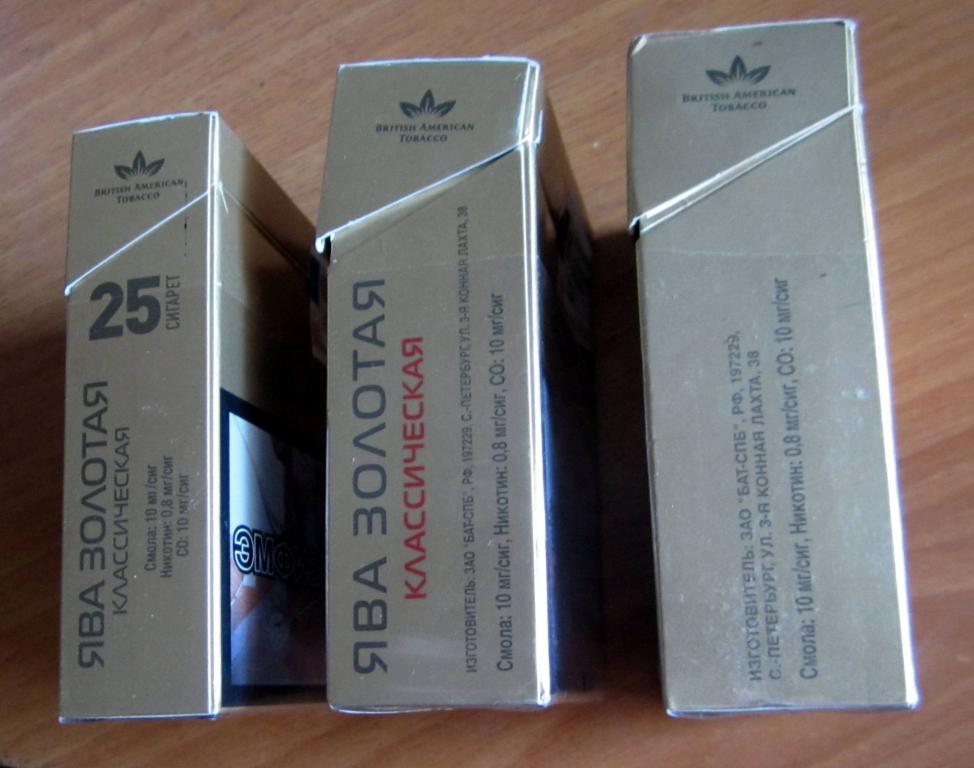 BRITISH AMERICAN
TOBACCO
25
СИГАРЕТ
ЯВА ЗОЛОТАЯ
КЛАССИЧЕСКАЯ
Смола: 10 мг/сиг
Никотин: 0,8 мг/сиг
СО: 10 мг/сиг
BRITISH AMERICAN
TOBACCO
ЯВА ЗОЛОТАЯ
КЛАССИЧЕСКАЯ
ИЗГОТОВИТЕЛЬ: ЗАО "БАТ-СПБ", РФ, 197229, С.-ПЕТЕРБУРГ, УЛ. 3-Я КОННАЯ ЛАХТА, 38
Смола: 10 мг/сиг, Никотин: 0,8 мг/сиг, СО: 10 мг/сиг
BRITISH AMERICAN
TOBACCO
ИЗГОТОВИТЕЛЬ: ЗАО "БАТ-СПБ", РФ, 197229,
С.-ПЕТЕРБУРГ, УЛ. 3-Я КОННАЯ ЛАХТА, 38
Смола: 10 мг/сиг, Никотин: 0,8 мг/сиг, СО: 10 мг/сиг